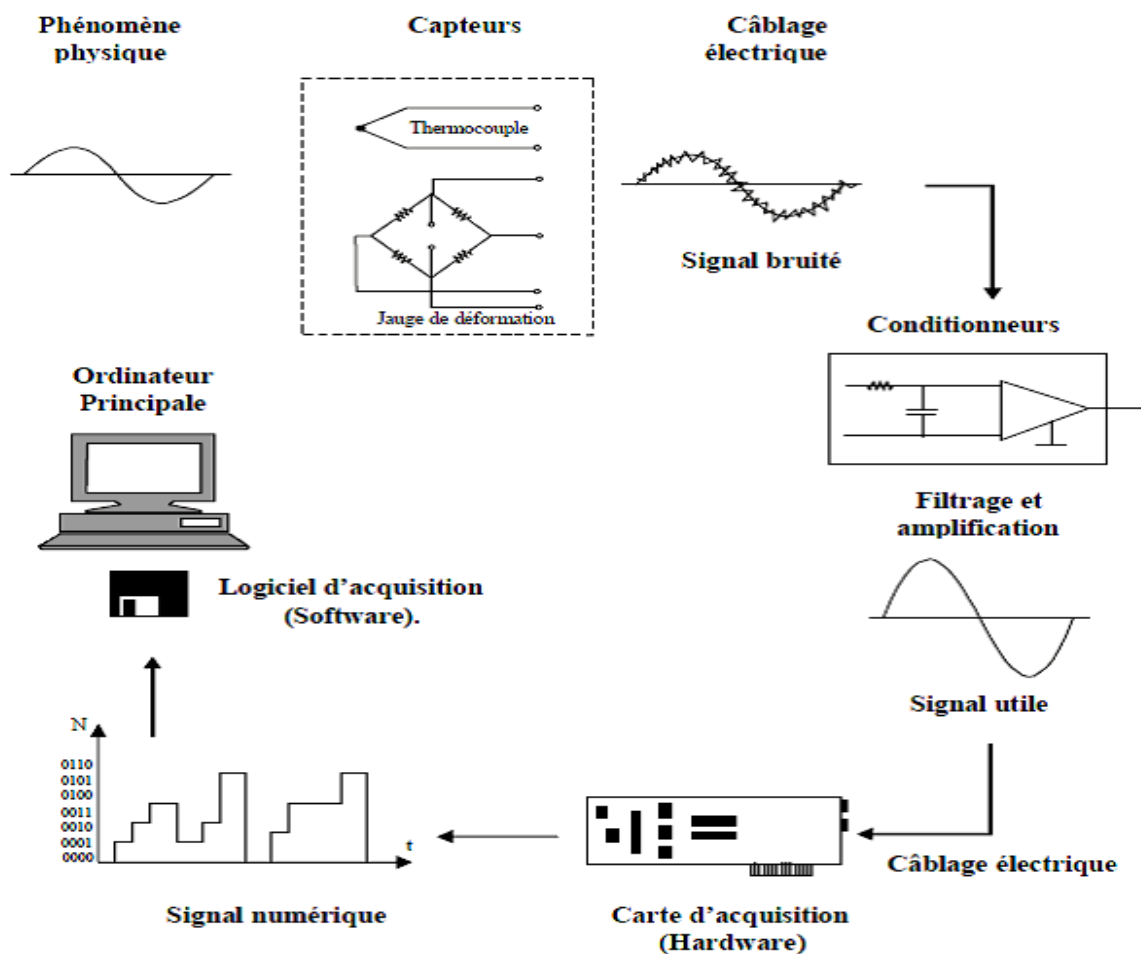 Phénomène
physique
Capteurs
Câblage
électrique
Thermocouple
Jauge de déformation
Signal bruité
Conditionneurs
Filtrage et
amplification
Signal utile
Câblage électrique
Carte d'acquisition
(Hardware)
Signal numérique
N
0110
0101
0100
0011
0010
0001
0000
t
Logiciel d'acquisition
(Software).
Ordinateur
Principale